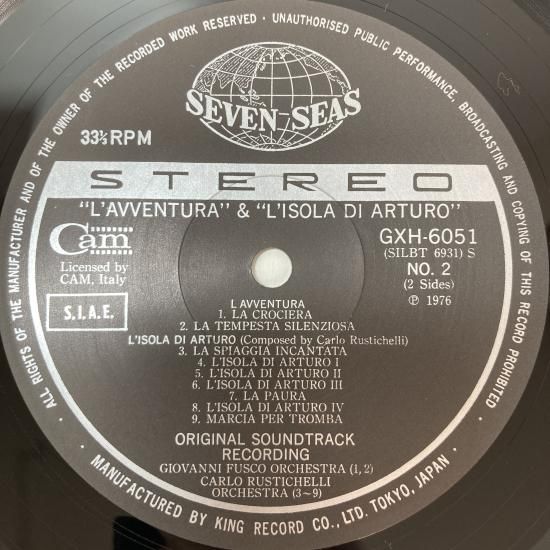 ALL RIGHTS OF THE MANUFACTURER AND OF THE OWNER OF THE RECORDED WORK RESERVED · UNAUTHORISED PUBLIC PERFORMANCE, BROADCASTING AND COPYING OF THIS RECORD PROHIBITED
SEVEN SEAS
33⅓RPM
STEREO
"L'AVVENTURA" & "L'ISOLA DI ARTURO"
Cam
GXH-6051
(SILBT 6931) S
Licensed by
CAM, Italy
NO. 2
(2 Sides)
S.I.A.E.
Ⓟ 1976
L AVVENTURA
1. LA CROCIERA
2. LA TEMPESTA SILENZIOSA
L'ISOLA DI ARTURO (Composed by Carlo Rustichelli)
3. LA SPIAGGIA INCANTATA
4. L'ISOLA DI ARTURO I
5. L'ISOLA DI ARTURO II
6. L'ISOLA DI ARTURO III
7. LA PAURA
8. L'ISOLA DI ARTURO IV
9. MARCIA PER TROMBA
ORIGINAL SOUNDTRACK
RECORDING
GIOVANNI FUSCO ORCHESTRA (1, 2)
CARLO RUSTICHELLI
ORCHESTRA (3~9)
· MANUFACTURED BY KING RECORD CO., LTD. TOKYO, JAPAN ·